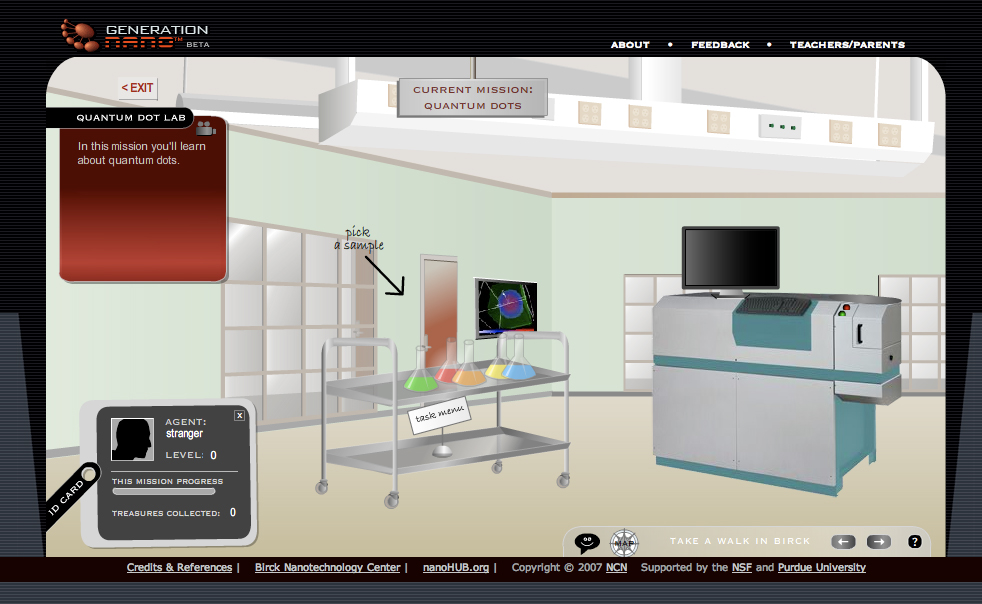 GENERATION
nano™ BETA
ABOUT • FEEDBACK • TEACHERS/PARENTS
< EXIT
CURRENT MISSION:
QUANTUM DOTS
QUANTUM DOT LAB
In this mission you'll learn
about quantum dots.
pick
a sample
task menu
AGENT:
stranger
x
LEVEL: 0
THIS MISSION PROGRESS
TREASURES COLLECTED: 0
ID CARD
MAP
TAKE A WALK IN BIRCK
?
Credits & References | Birck Nanotechnology Center | nanoHUB.org | Copyright © 2007 NCN Supported by the NSF and Purdue University